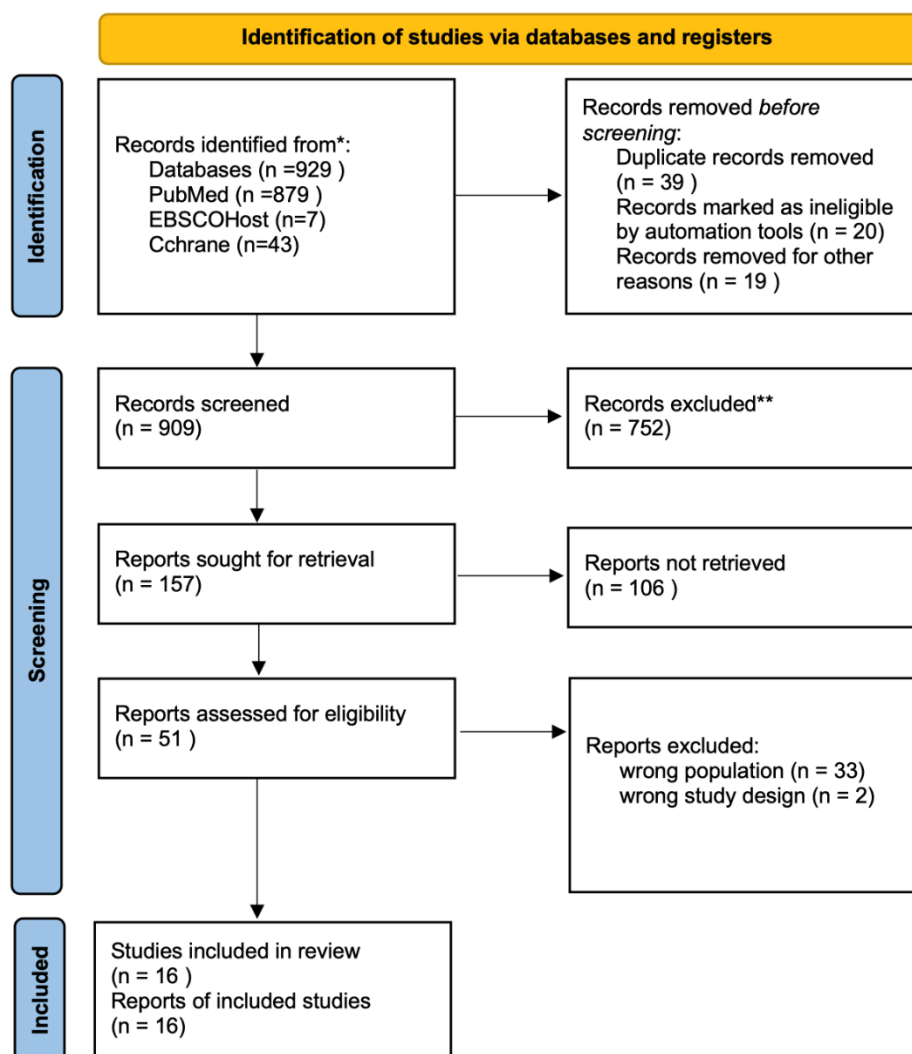 Identification of studies via databases and registers
Identification
Records identified from*:
Databases (n =929 )
PubMed (n =879 )
EBSCOHost (n=7)
Cchrane (n=43)
Records removed before
screening:
Duplicate records removed
(n = 39 )
Records marked as ineligible
by automation tools (n = 20)
Records removed for other
reasons (n = 19 )
Screening
Records screened
(n = 909)
Records excluded**
(n = 752)
Reports sought for retrieval
(n = 157)
Reports not retrieved
(n = 106 )
Reports assessed for eligibility
(n = 51 )
Reports excluded:
wrong population (n = 33)
wrong study design (n = 2)
Included
Studies included in review
(n = 16 )
Reports of included studies
(n = 16)